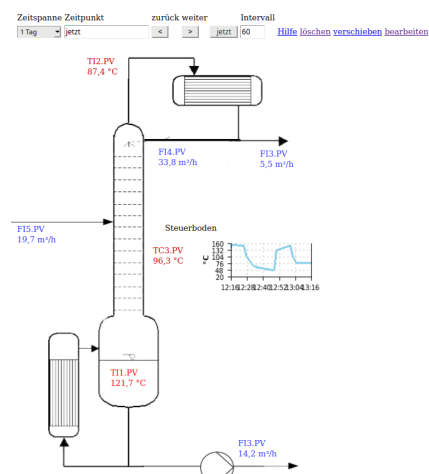 Zeitspanne Zeitpunkt zurück weiter Intervall
1 Tag jetzt < > jetzt 60 Hilfe löschen verschieben bearbeiten
TI2.PV
87,4 °C
FI4.PV
33,8 m³/h
FI3.PV
5,5 m³/h
FI5.PV
19,7 m³/h
Steuerboden
TC3.PV
96,3 °C
°C
160
132
104
76
48
20
12:16 12:28 12:40 12:52 13:04 13:16
TI1.PV
121,7 °C
FI3.PV
14,2 m³/h